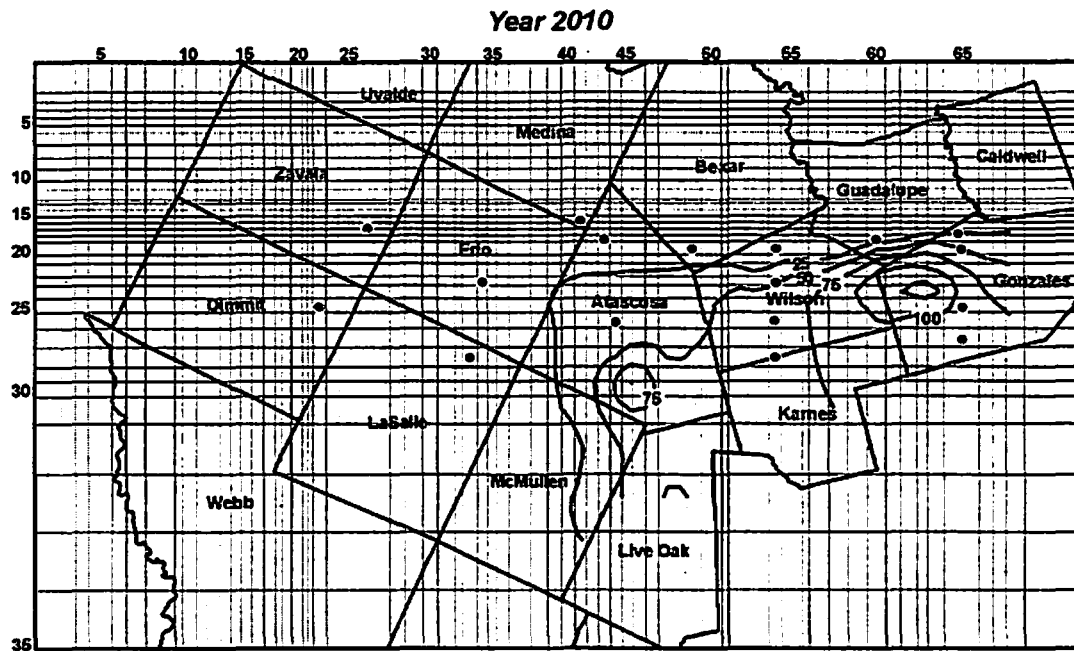 Year 2010
5 10 15 20 25 30 35 40 45 50 55 60 65
5
10
15
20
25
30
35
Uvalde
Medina
Bexar
Caldwell
Zavala
Guadalupe
Frio
Gonzales
Dimmit
Atascosa
Wilson
25
50
75
100
75
LaSalle
Karnes
McMullen
Webb
Live Oak